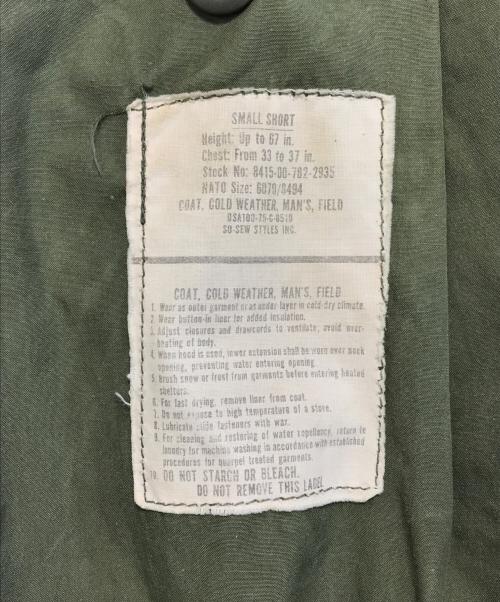 SMALL SHORT
Height: Up to 67 in.
Chest: From 33 to 37 in.
Stock No: 8415-00-782-2935
NATO Size: 6070/8494
COAT, COLD WEATHER, MAN'S, FIELD
DSA100-75-C-0519
SO-SEW STYLES INC.
COAT, COLD WEATHER, MAN'S, FIELD
1. Wear as outer garment or as under layer in cold-dry climate.
2. Wear button-in liner for added insulation.
3. Adjust closures and drawcords to ventilate, avoid over-
heating of body.
4. When hood is used, lower extension shall be worn over neck
opening, preventing water entering opening.
5. Brush snow or frost from garments before entering heated
shelters.
6. For fast drying, remove liner from coat.
7. Do not expose to high temperature of a stove.
8. Lubricate slide fasteners with wax.
9. For cleaning and restoring of water repellency, return to
laundry for machine washing in accordance with established
procedures for quarpel treated garments.
10. DO NOT STARCH OR BLEACH.
DO NOT REMOVE THIS LABEL